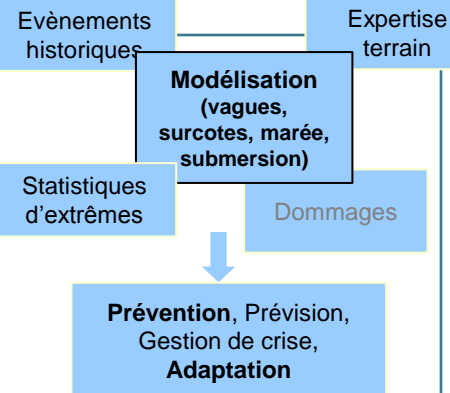 Evènements
historiques
Expertise
terrain
Modélisation
(vagues,
surcotes, marée,
submersion)
Statistiques
d'extrêmes
Dommages
Prévention, Prévision,
Gestion de crise,
Adaptation